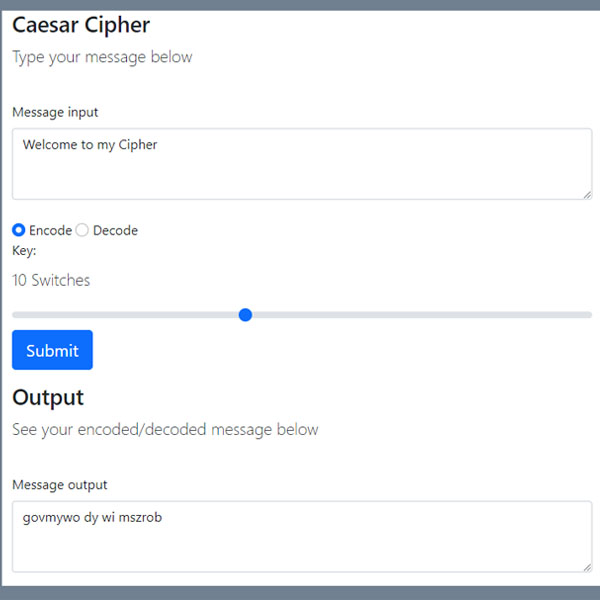 Caesar Cipher
Type your message below
Message input
Welcome to my Cipher
Encode Decode
Key:
10 Switches
Submit
Output
See your encoded/decoded message below
Message output
govmywo dy wi mszrob